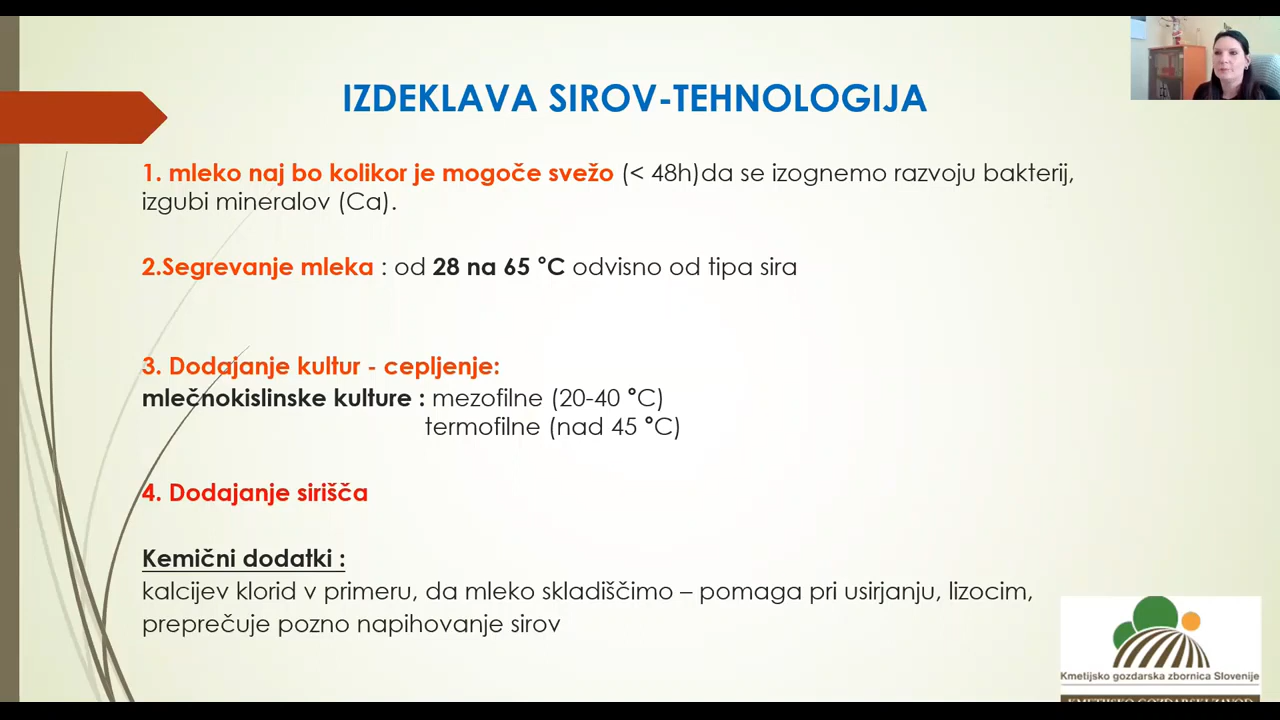 IZDEKLAVA SIROV-TEHNOLOGIJA
1. mleko naj bo kolikor je mogoče svežo (< 48h)da se izognemo razvoju bakterij,
izgubi mineralov (Ca).
2.Segrevanje mleka : od 28 na 65 °C odvisno od tipa sira
3. Dodajanje kultur - cepljenje:
mlečnokislinske kulture : mezofilne (20-40 °C)
termofilne (nad 45 °C)
4. Dodajanje sirišča
Kemični dodatki :
kalcijev klorid v primeru, da mleko skladiščimo – pomaga pri usirjanju, lizocim,
preprečuje pozno napihovanje sirov
Kmetijsko gozdarska zbornica Slovenije
KMETIJSKO GOZDARSKI ZAVOD